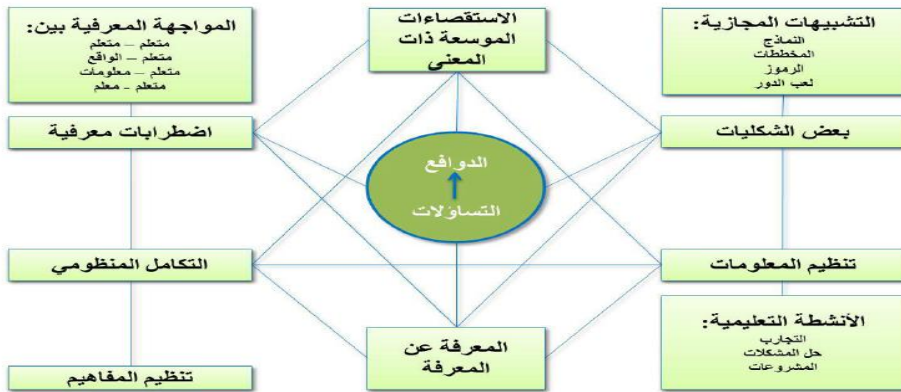 التشبيهات المجازية:
النماذج
المخططات
الرموز
لعب الدور
الاستقصاءات
الموسعة ذات
المعني
المواجهة المعرفية بين:
متعلم – متعلم
متعلم – الواقع
متعلم – معلومات
متعلم - معلم
بعض الشكليات
اضطرابات معرفية
الدوافع
التساؤلات
تنظيم المعلومات
التكامل المنظومي
الأنشطة التعليمية:
التجارب
حل المشكلات
المشروعات
المعرفة عن
المعرفة
تنظيم المفاهيم